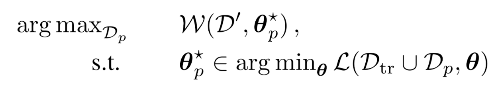 arg max_{𝒟_p} 𝒲(𝒟′, 𝜽_p^⋆) ,
s.t. 𝜽_p^⋆ ∈ arg min_𝜽 ℒ(𝒟_tr ∪ 𝒟_p, 𝜽)